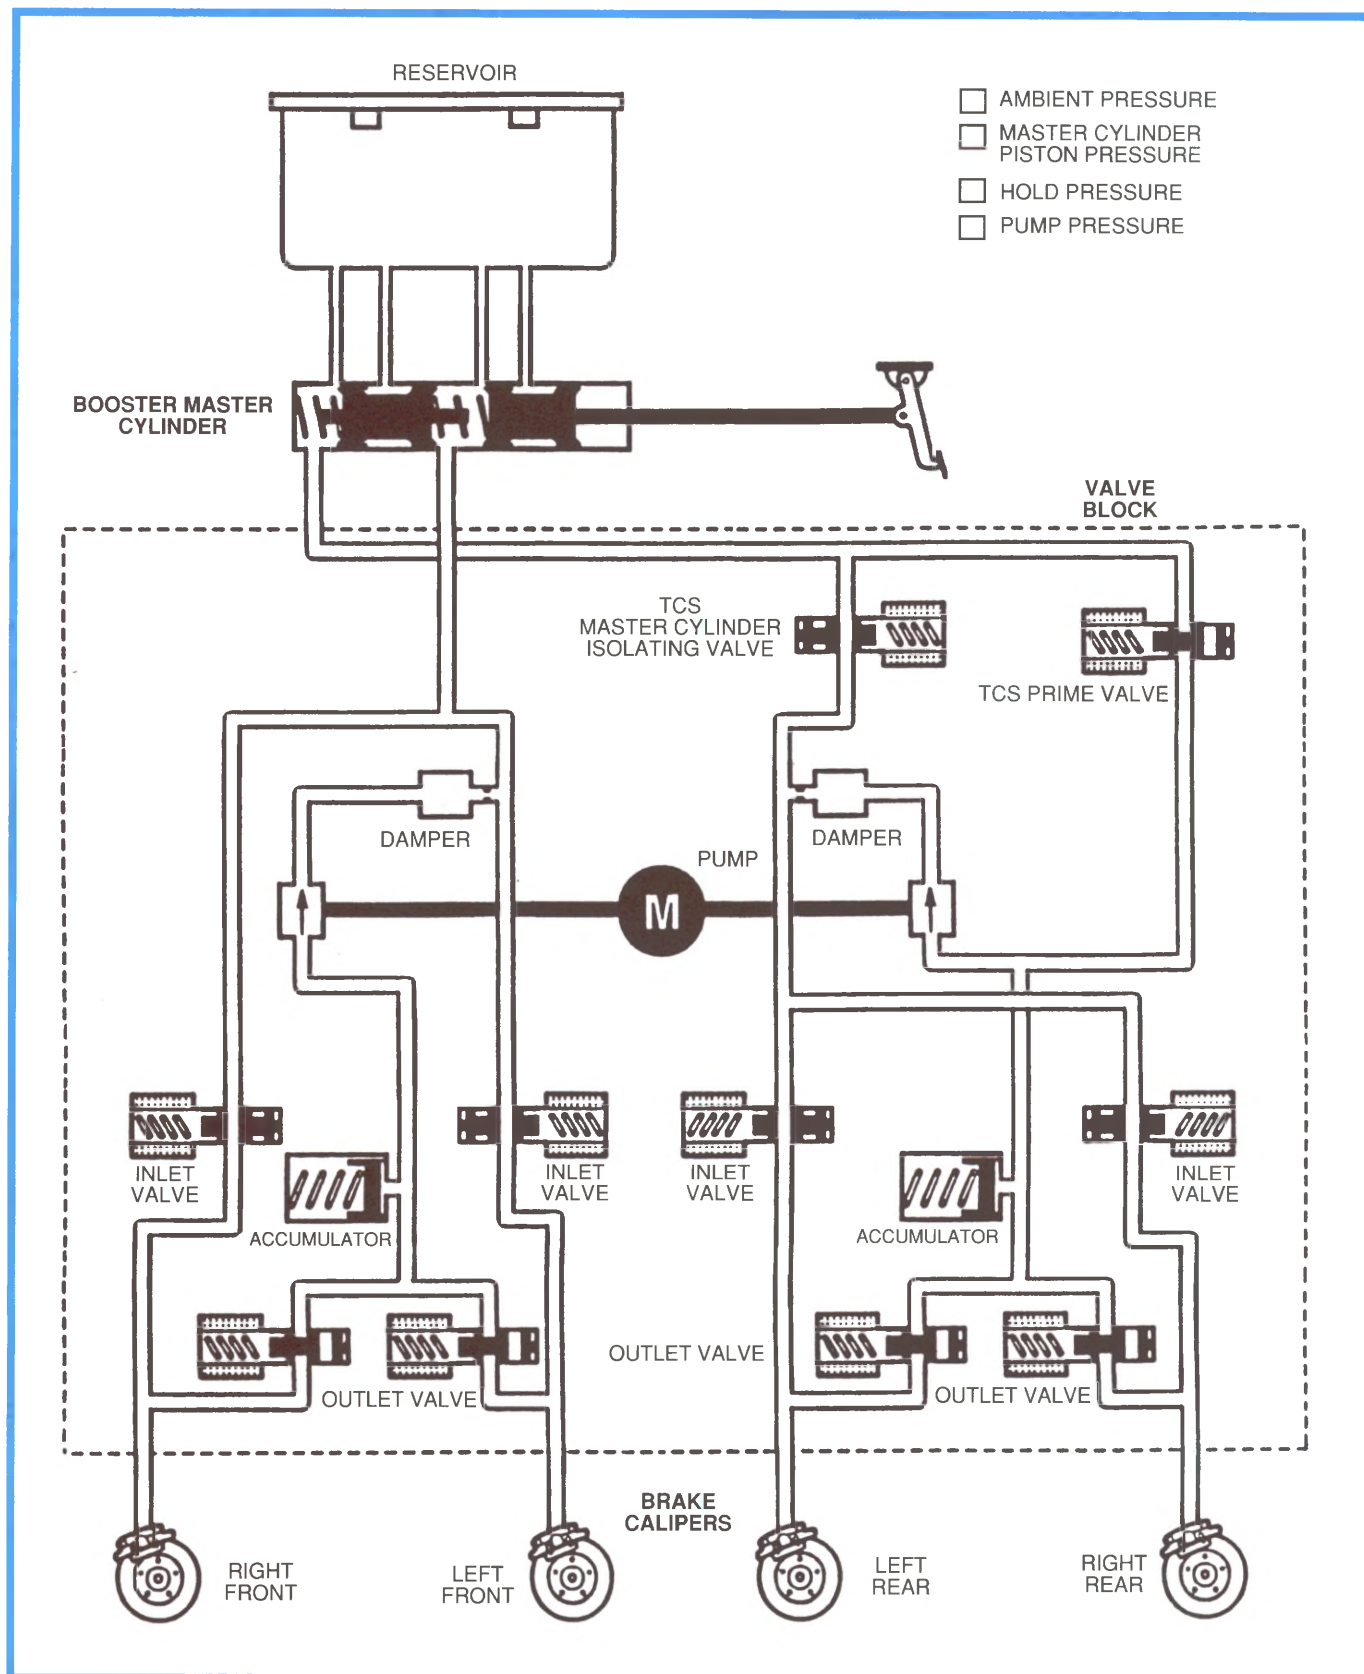 RESERVOIR
AMBIENT PRESSURE
MASTER CYLINDER
PISTON PRESSURE
HOLD PRESSURE
PUMP PRESSURE
BOOSTER MASTER
CYLINDER
VALVE
BLOCK
TCS
MASTER CYLINDER
ISOLATING VALVE
TCS PRIME VALVE
DAMPER
DAMPER
PUMP
M
INLET
VALVE
INLET
VALVE
INLET
VALVE
INLET
VALVE
ACCUMULATOR
ACCUMULATOR
OUTLET VALVE
OUTLET VALVE
OUTLET VALVE
BRAKE
CALIPERS
RIGHT
FRONT
LEFT
FRONT
LEFT
REAR
RIGHT
REAR